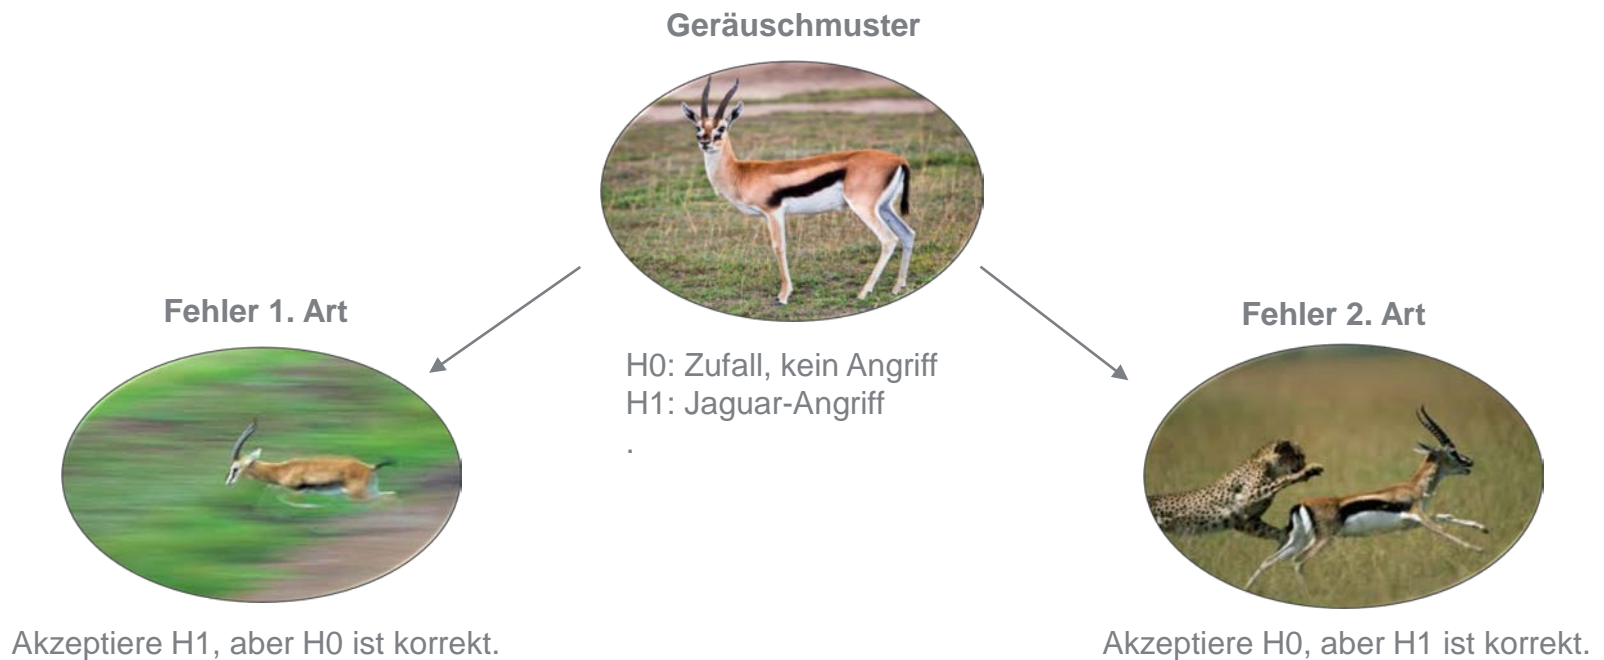 Geräuschmuster
Fehler 1. Art
Fehler 2. Art
H0: Zufall, kein Angriff
H1: Jaguar-Angriff
.
Akzeptiere H1, aber H0 ist korrekt.
Akzeptiere H0, aber H1 ist korrekt.